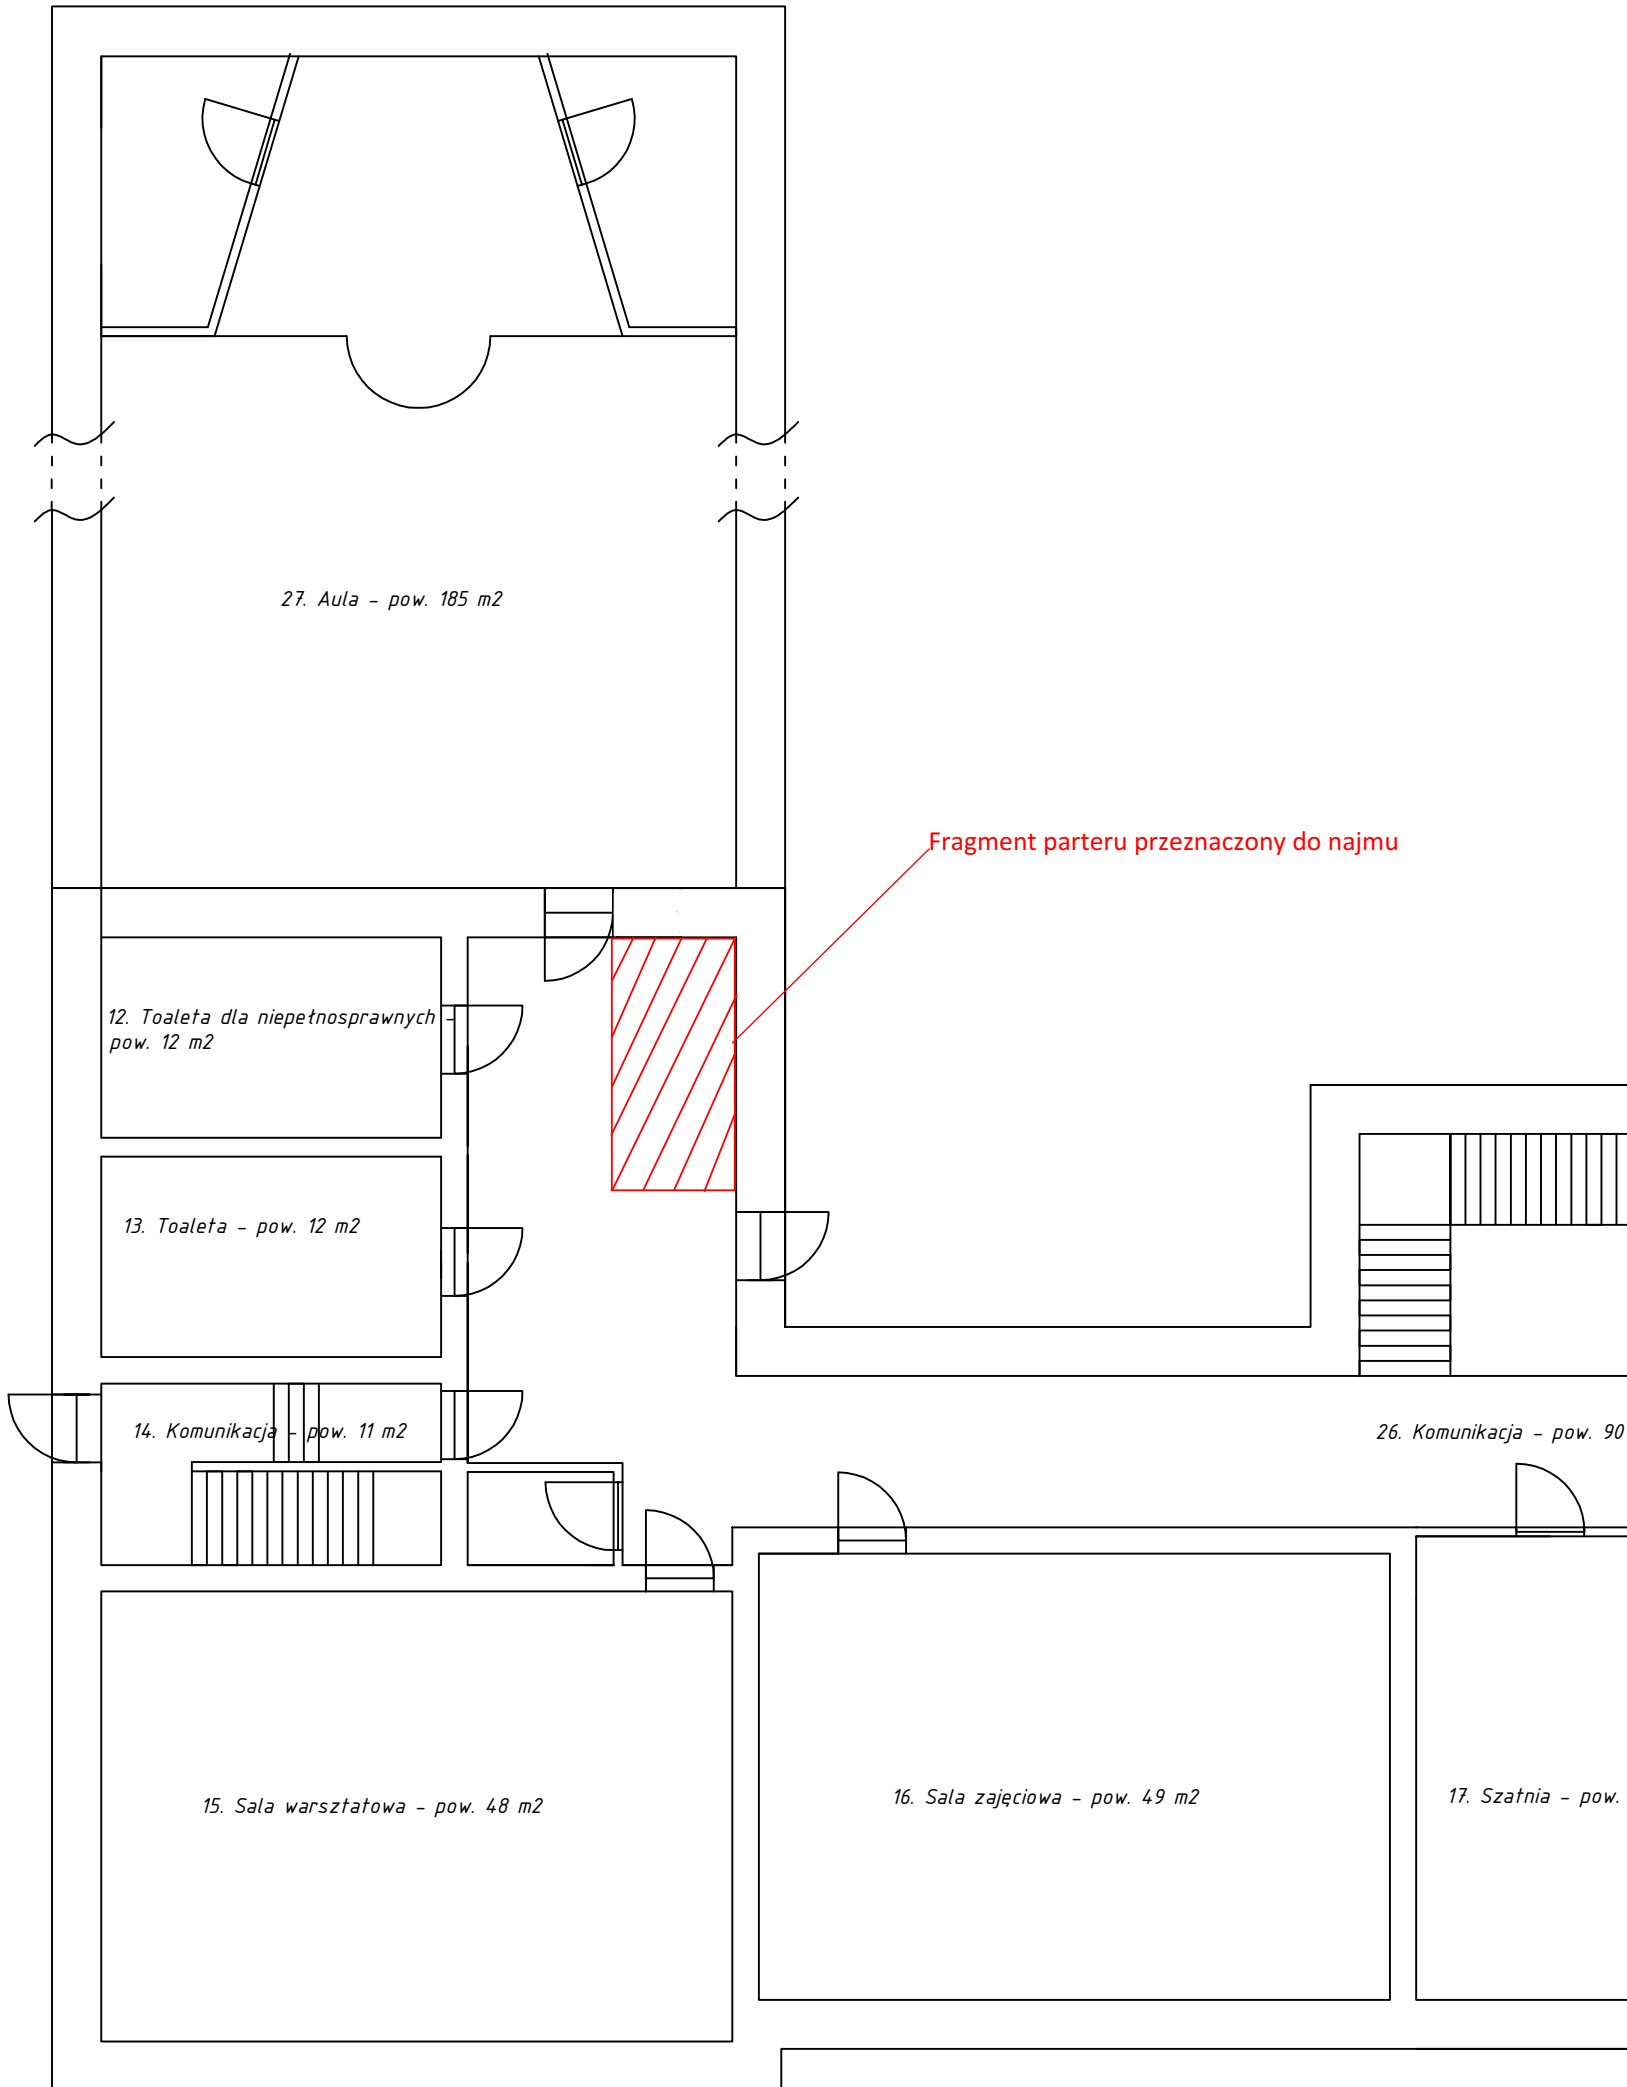 27. Aula - pow. 185 m2
Fragment parteru przeznaczony do najmu
12. Toaleta dla niepełnosprawnych -
pow. 12 m2
13. Toaleta - pow. 12 m2
14. Komunikacja - pow. 11 m2
26. Komunikacja - pow. 90
15. Sala warsztatowa - pow. 48 m2
16. Sala zajęciowa - pow. 49 m2
17. Szatnia - pow.